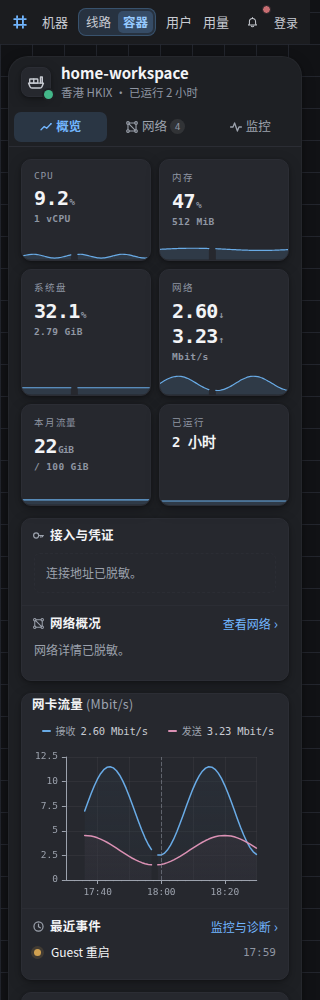 机器 线路 容器 用户 用量 登录
home-workspace
香港 HKIX • 已运行 2 小时
概览 网络 4 监控
CPU
9.2%
1 vCPU
内存
47%
512 MiB
系统盘
32.1%
2.79 GiB
网络
2.60↓
3.23↑
Mbit/s
本月流量
22GiB
/ 100 GiB
已运行
2 小时
接入与凭证
连接地址已脱敏。
网络概况 查看网络 ›
网络详情已脱敏。
网卡流量 (Mbit/s)
接收 2.60 Mbit/s 发送 3.23 Mbit/s
12.5
10
7.5
5
2.5
0
17:40 18:00 18:20
最近事件 监控与诊断 ›
Guest 重启 17:59